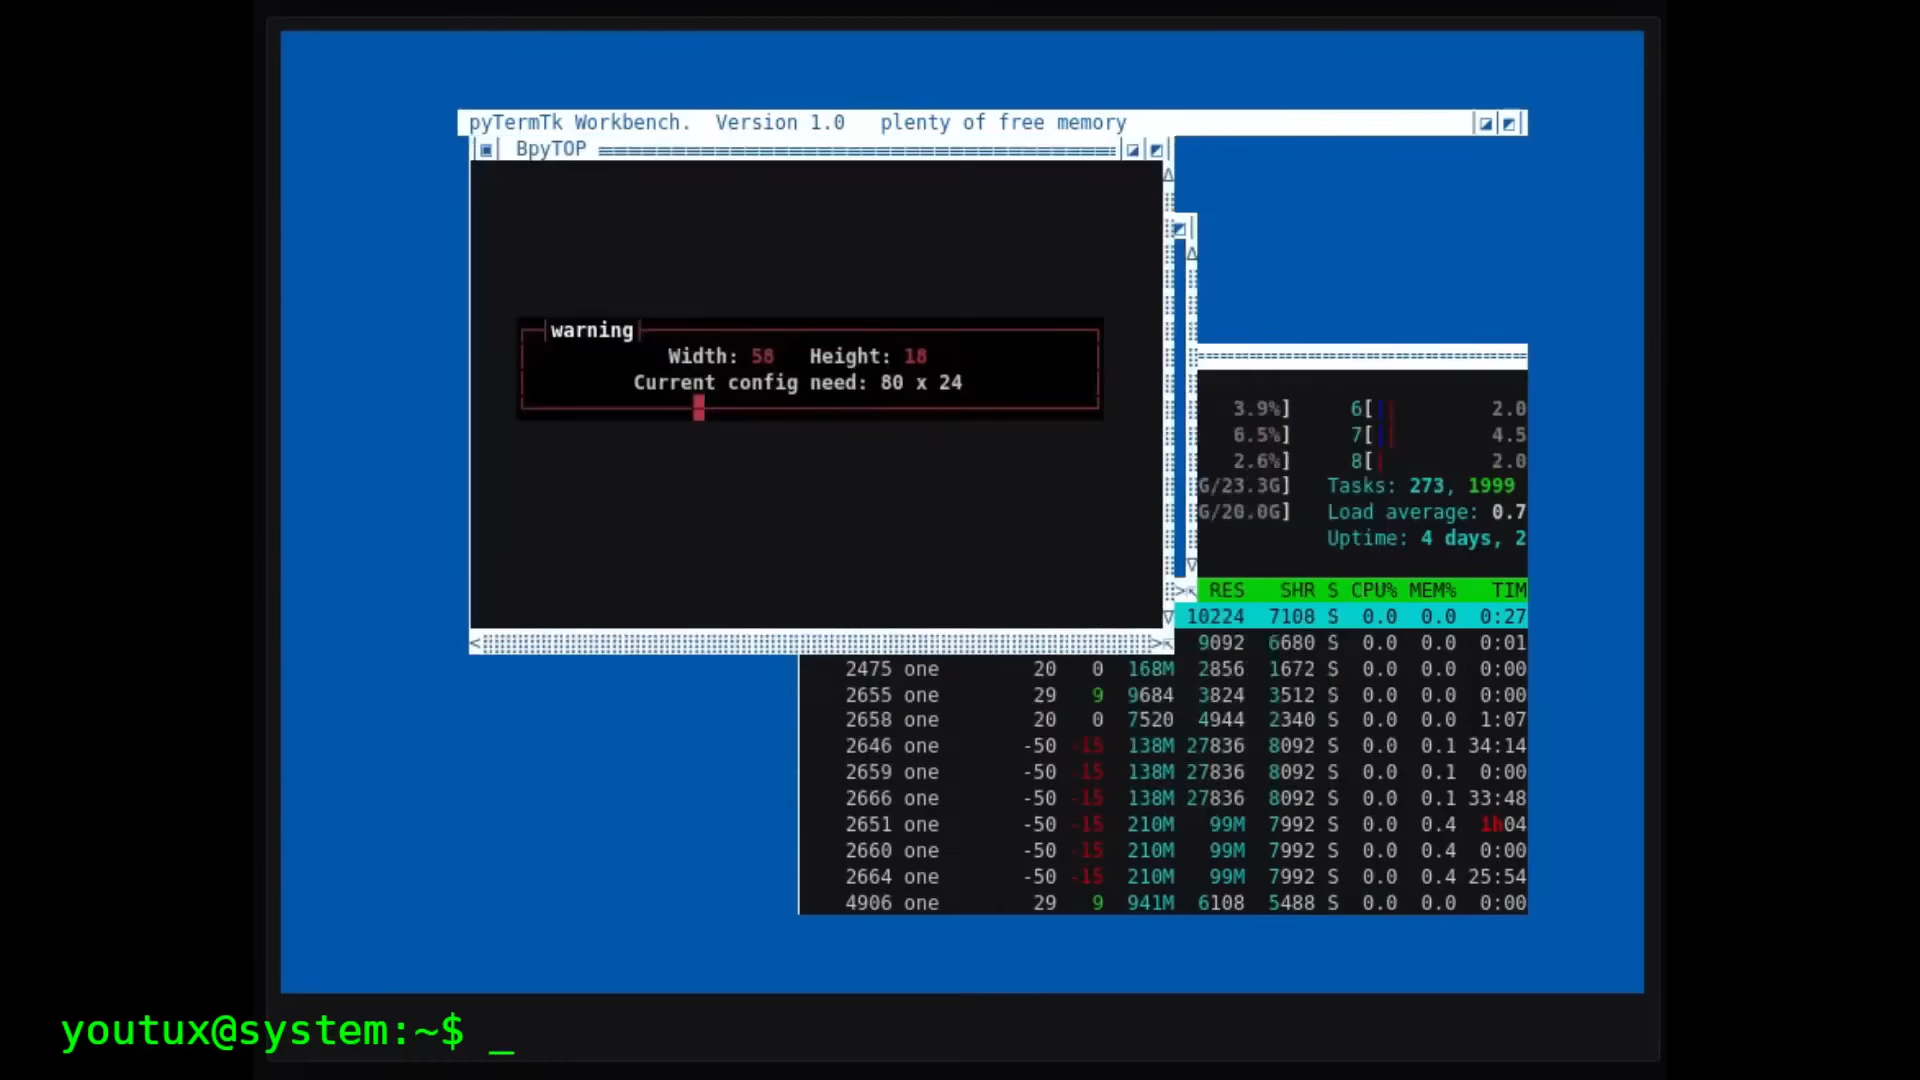 pyTermTk Workbench. Version 1.0 plenty of free memory
BpyTOP
warning
Width: 58 Height: 18
Current config need: 80 x 24
3.9%] 6[ 2.0
6.5%] 7[ 4.5
2.6%] 8[ 2.0
G/23.3G] Tasks: 273, 1999
G/20.0G] Load average: 0.7
Uptime: 4 days, 2
RES SHR S CPU% MEM% TIM
10224 7108 S 0.0 0.0 0:27
9092 6680 S 0.0 0.0 0:01
2475 one 20 0 168M 2856 1672 S 0.0 0.0 0:00
2655 one 29 9 9684 3824 3512 S 0.0 0.0 0:00
2658 one 20 0 7520 4944 2340 S 0.0 0.0 1:07
2646 one -50 -15 138M 27836 8092 S 0.0 0.1 34:14
2659 one -50 -15 138M 27836 8092 S 0.0 0.1 0:00
2666 one -50 -15 138M 27836 8092 S 0.0 0.1 33:48
2651 one -50 -15 210M 99M 7992 S 0.0 0.4 1h04
2660 one -50 -15 210M 99M 7992 S 0.0 0.4 0:00
2664 one -50 -15 210M 99M 7992 S 0.0 0.4 25:54
4906 one 29 9 941M 6108 5488 S 0.0 0.0 0:00
youtux@system:~$ _